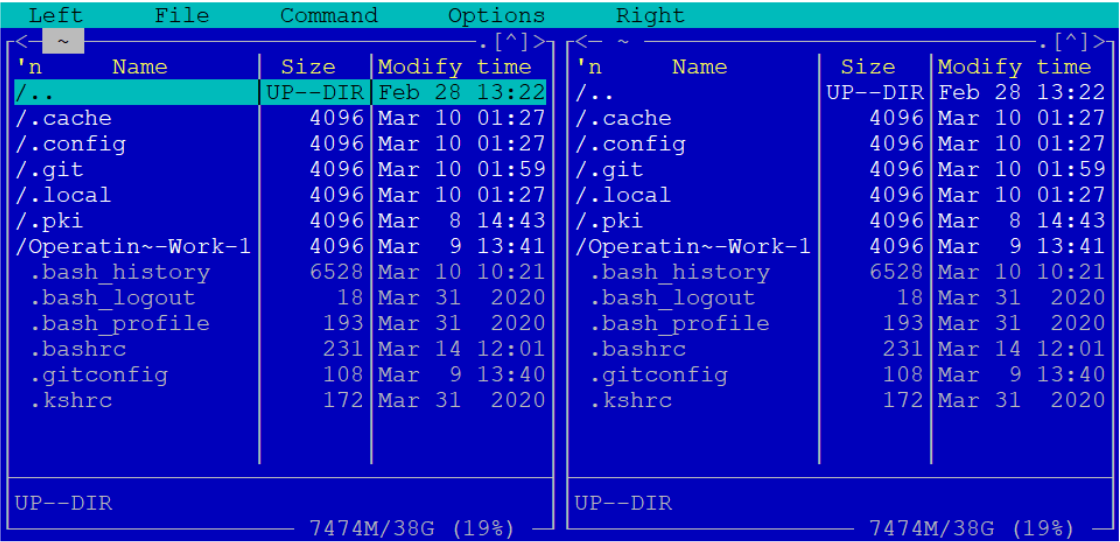 Left File Command Options Right
<- ~ .[^]> <- ~ .[^]>
'n Name Size Modify time 'n Name Size Modify time
/.. UP--DIR Feb 28 13:22 /.. UP--DIR Feb 28 13:22
/.cache 4096 Mar 10 01:27 /.cache 4096 Mar 10 01:27
/.config 4096 Mar 10 01:27 /.config 4096 Mar 10 01:27
/.git 4096 Mar 10 01:59 /.git 4096 Mar 10 01:59
/.local 4096 Mar 10 01:27 /.local 4096 Mar 10 01:27
/.pki 4096 Mar 8 14:43 /.pki 4096 Mar 8 14:43
/Operatin~-Work-1 4096 Mar 9 13:41 /Operatin~-Work-1 4096 Mar 9 13:41
.bash_history 6528 Mar 10 10:21 .bash_history 6528 Mar 10 10:21
.bash_logout 18 Mar 31 2020 .bash_logout 18 Mar 31 2020
.bash_profile 193 Mar 31 2020 .bash_profile 193 Mar 31 2020
.bashrc 231 Mar 14 12:01 .bashrc 231 Mar 14 12:01
.gitconfig 108 Mar 9 13:40 .gitconfig 108 Mar 9 13:40
.kshrc 172 Mar 31 2020 .kshrc 172 Mar 31 2020
UP--DIR UP--DIR
7474M/38G (19%) 7474M/38G (19%)